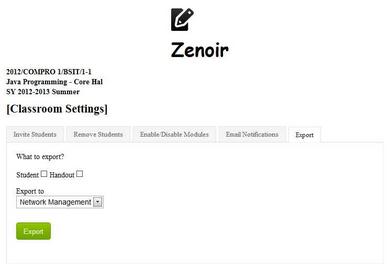 Zenoir
2012/COMPRO 1/BSIT/1-1
Java Programming - Core Hal
SY 2012-2013 Summer
[Classroom Settings]
Invite Students Remove Students Enable/Disable Modules Email Notifications Export
What to export?
Student Handout
Export to
Network Management
Export